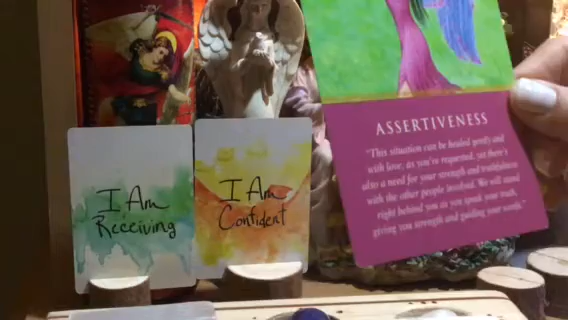 I Am
Receiving
I Am
Confident
ASSERTIVENESS
"This situation can be healed gently and
with love, as you've requested, yet there's
also a need for your strength and truthfulness
with the other people involved. We will stand
right behind you as you speak your truth,
giving you strength and guiding your words."